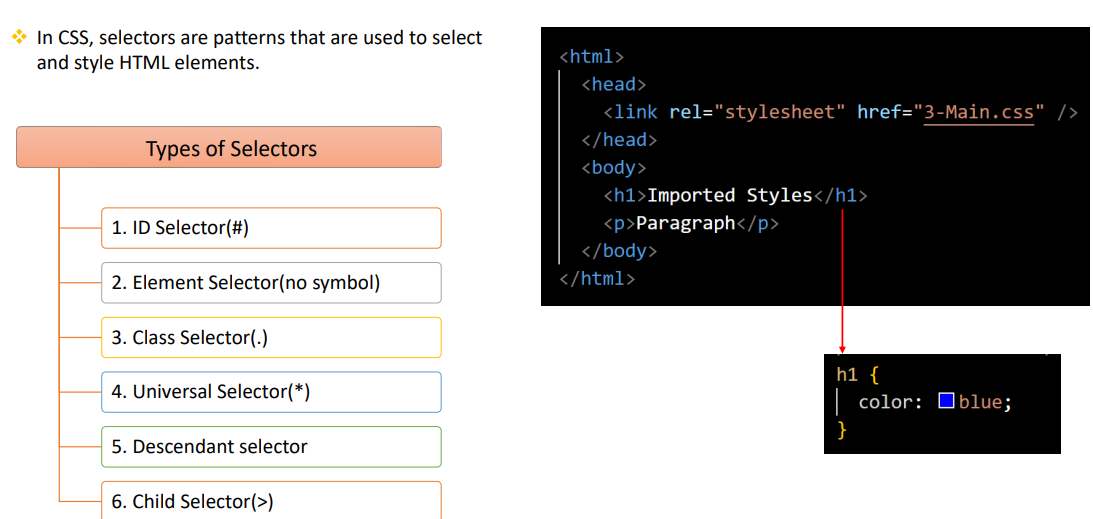 In CSS, selectors are patterns that are used to select
and style HTML elements.
Types of Selectors
1. ID Selector(#)
2. Element Selector(no symbol)
3. Class Selector(.)
4. Universal Selector(*)
5. Descendant selector
6. Child Selector(>)
<html>
<head>
<link rel="stylesheet" href="3-Main.css" />
</head>
<body>
<h1>Imported Styles</h1>
<p>Paragraph</p>
</body>
</html>
h1 {
color: blue;
}